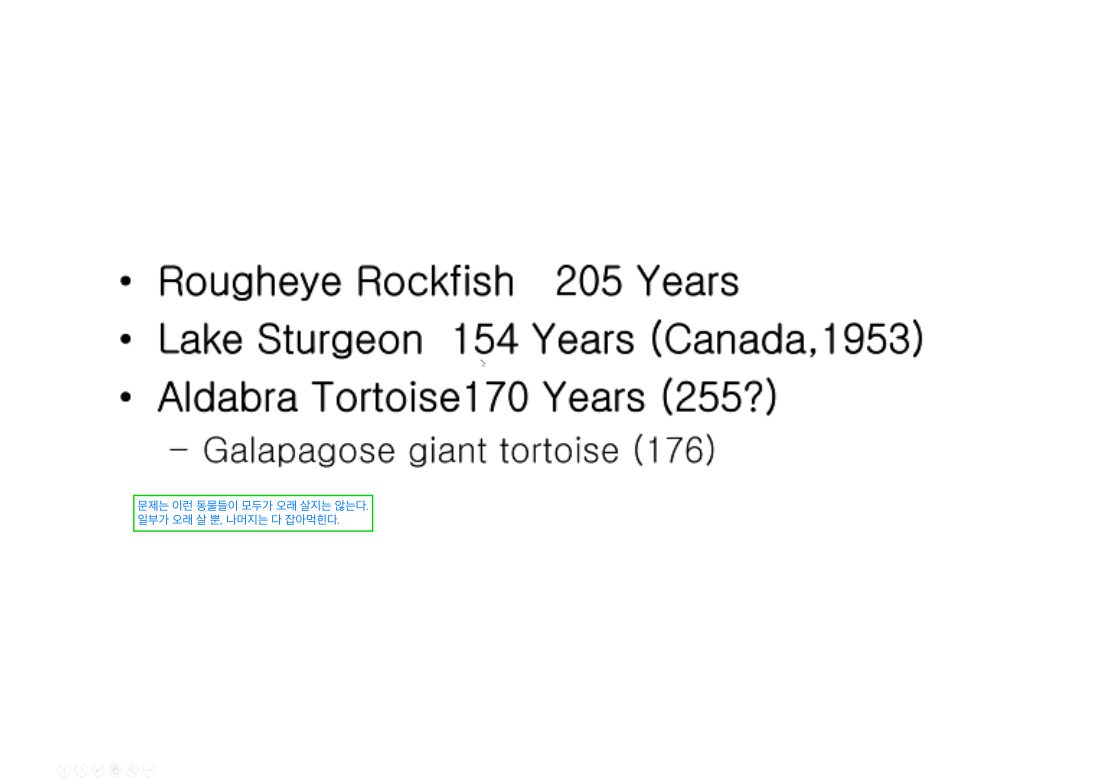 • Rougheye Rockfish 205 Years
• Lake Sturgeon 154 Years (Canada,1953)
• Aldabra Tortoise170 Years (255?)
– Galapagose giant tortoise (176)
문제는 이런 동물들이 모두가 오래 살지는 않는다.
일부가 오래 살 뿐, 나머지는 다 잡아먹힌다.